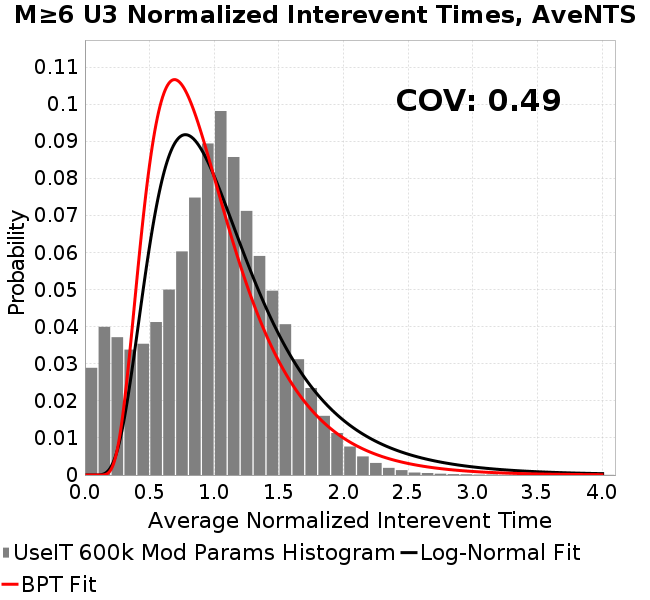 M≥6 U3 Normalized Interevent Times, AveNTS
COV: 0.49
Probability
0.11
0.1
0.09
0.08
0.07
0.06
0.05
0.04
0.03
0.02
0.01
0
0.0 0.5 1.0 1.5 2.0 2.5 3.0 3.5 4.0
Average Normalized Interevent Time
UseIT 600k Mod Params Histogram Log-Normal Fit
BPT Fit